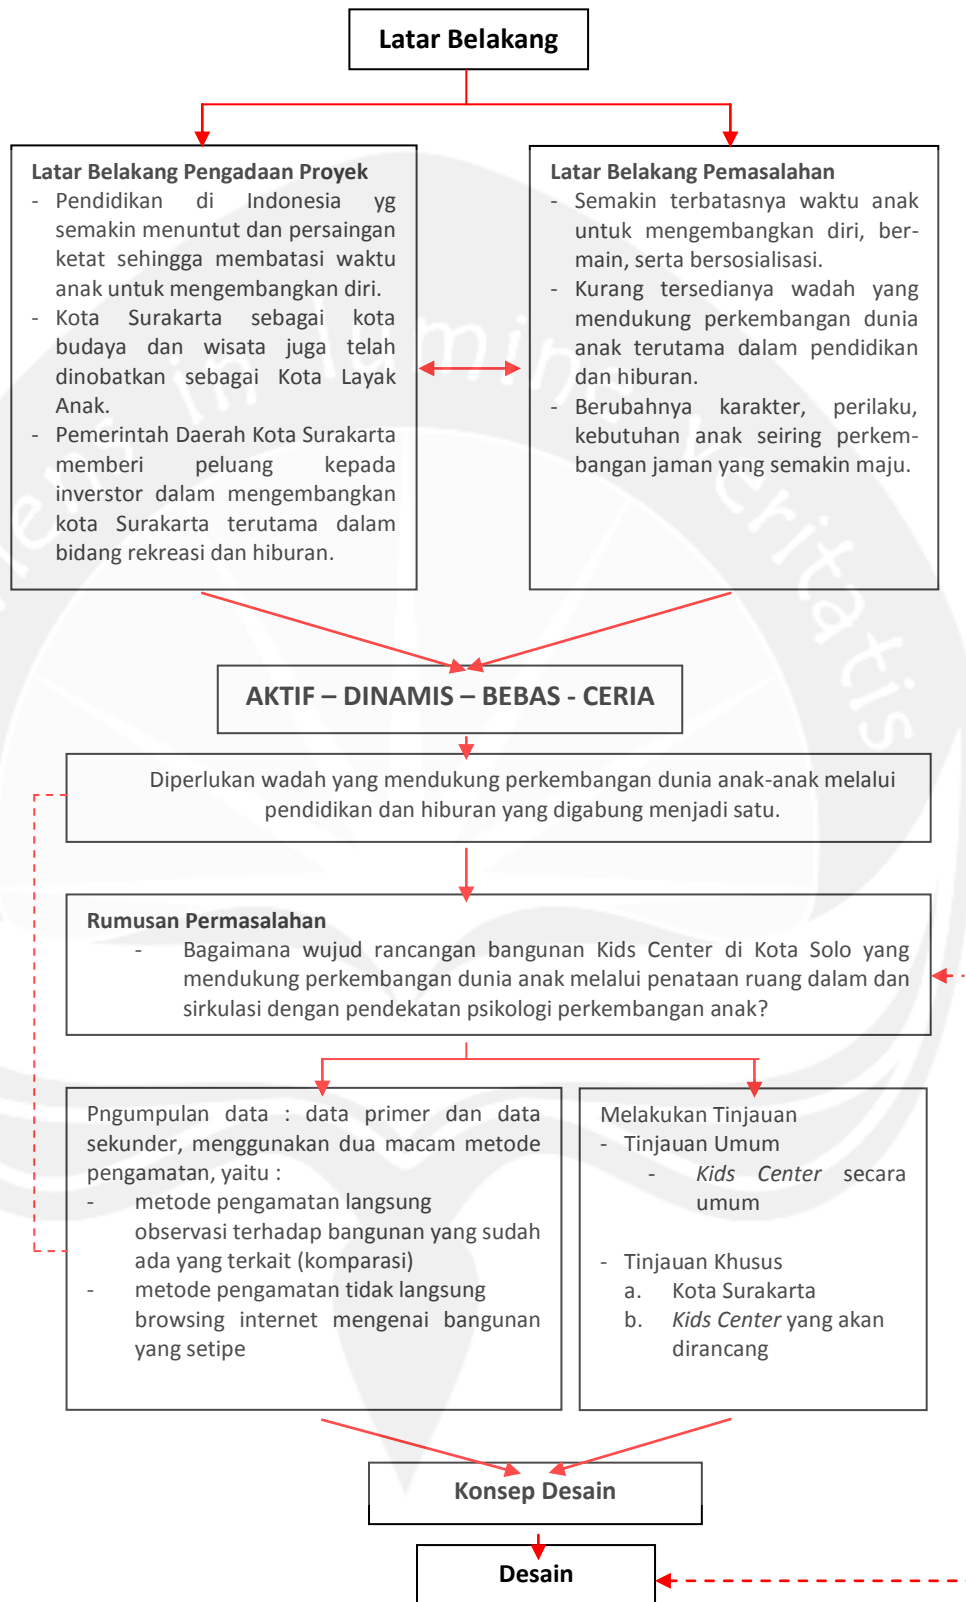 Latar Belakang
Latar Belakang Pengadaan Proyek
- Pendidikan di Indonesia yg
semakin menuntut dan persaingan
ketat sehingga membatasi waktu
anak untuk mengembangkan diri.
- Kota Surakarta sebagai kota
budaya dan wisata juga telah
dinobatkan sebagai Kota Layak
Anak.
- Pemerintah Daerah Kota Surakarta
memberi peluang kepada
inverstor dalam mengembangkan
kota Surakarta terutama dalam
bidang rekreasi dan hiburan.
Latar Belakang Pemasalahan
- Semakin terbatasnya waktu anak
untuk mengembangkan diri, ber-
main, serta bersosialisasi.
- Kurang tersedianya wadah yang
mendukung perkembangan dunia
anak terutama dalam pendidikan
dan hiburan.
- Berubahnya karakter, perilaku,
kebutuhan anak seiring perkem-
bangan jaman yang semakin maju.
AKTIF – DINAMIS – BEBAS - CERIA
Diperlukan wadah yang mendukung perkembangan dunia anak-anak melalui
pendidikan dan hiburan yang digabung menjadi satu.
Rumusan Permasalahan
- Bagaimana wujud rancangan bangunan Kids Center di Kota Solo yang
mendukung perkembangan dunia anak melalui penataan ruang dalam dan
sirkulasi dengan pendekatan psikologi perkembangan anak?
Pngumpulan data : data primer dan data
sekunder, menggunakan dua macam metode
pengamatan, yaitu :
- metode pengamatan langsung
observasi terhadap bangunan yang sudah
ada yang terkait (komparasi)
- metode pengamatan tidak langsung
browsing internet mengenai bangunan
yang setipe
Melakukan Tinjauan
- Tinjauan Umum
- Kids Center secara
umum
- Tinjauan Khusus
a. Kota Surakarta
b. Kids Center yang akan
dirancang
Konsep Desain
Desain
in lumine veritatis